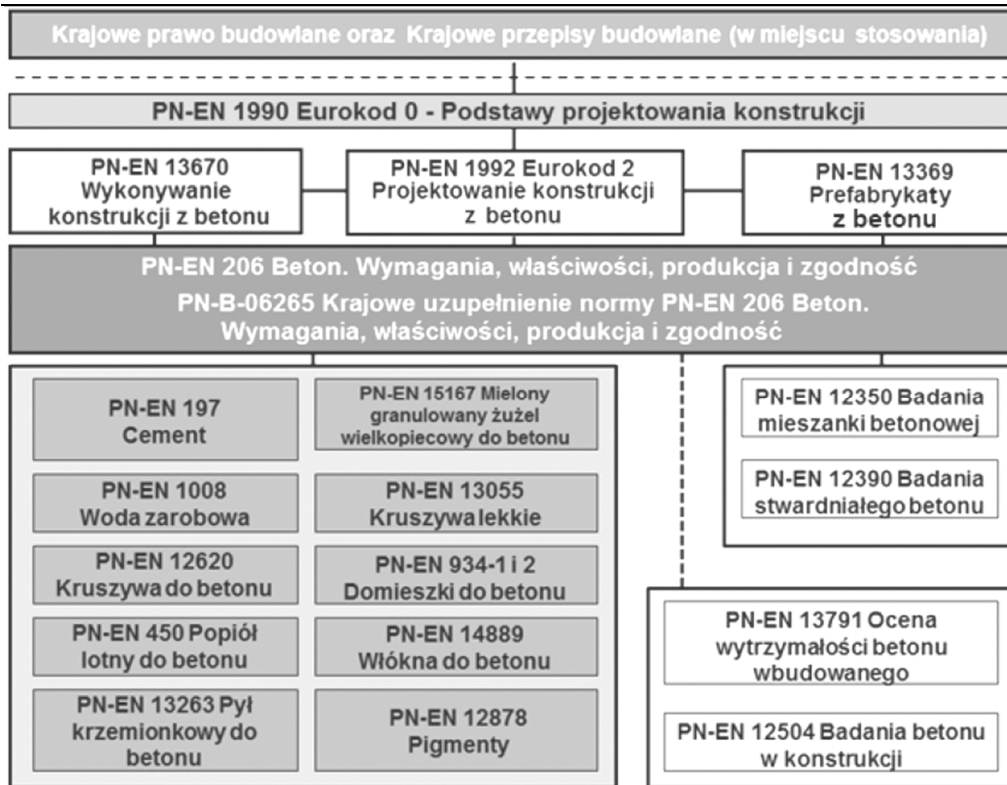 Krajowe prawo budowlane oraz Krajowe przepisy budowlane (w miejscu stosowania)
PN-EN 1990 Eurokod 0 - Podstawy projektowania konstrukcji
PN-EN 13670
Wykonywanie
konstrukcji z betonu
PN-EN 1992 Eurokod 2
Projektowanie konstrukcji
z betonu
PN-EN 13369
Prefabrykaty
z betonu
PN-EN 206 Beton. Wymagania, właściwości, produkcja i zgodność
PN-B-06265 Krajowe uzupełnienie normy PN-EN 206 Beton.
Wymagania, właściwości, produkcja i zgodność
PN-EN 197
Cement
PN-EN 15167 Mielony
granulowany żużel
wielkopiecowy do betonu
PN-EN 1008
Woda zarobowa
PN-EN 13055
Kruszywa lekkie
PN-EN 12620
Kruszywa do betonu
PN-EN 934-1 i 2
Domieszki do betonu
PN-EN 450 Popiół
lotny do betonu
PN-EN 14889
Włókna do betonu
PN-EN 13263 Pył
krzemionkowy do
betonu
PN-EN 12878
Pigmenty
PN-EN 12350 Badania
mieszanki betonowej
PN-EN 12390 Badania
stwardniałego betonu
PN-EN 13791 Ocena
wytrzymałości betonu
wbudowanego
PN-EN 12504 Badania betonu
w konstrukcji